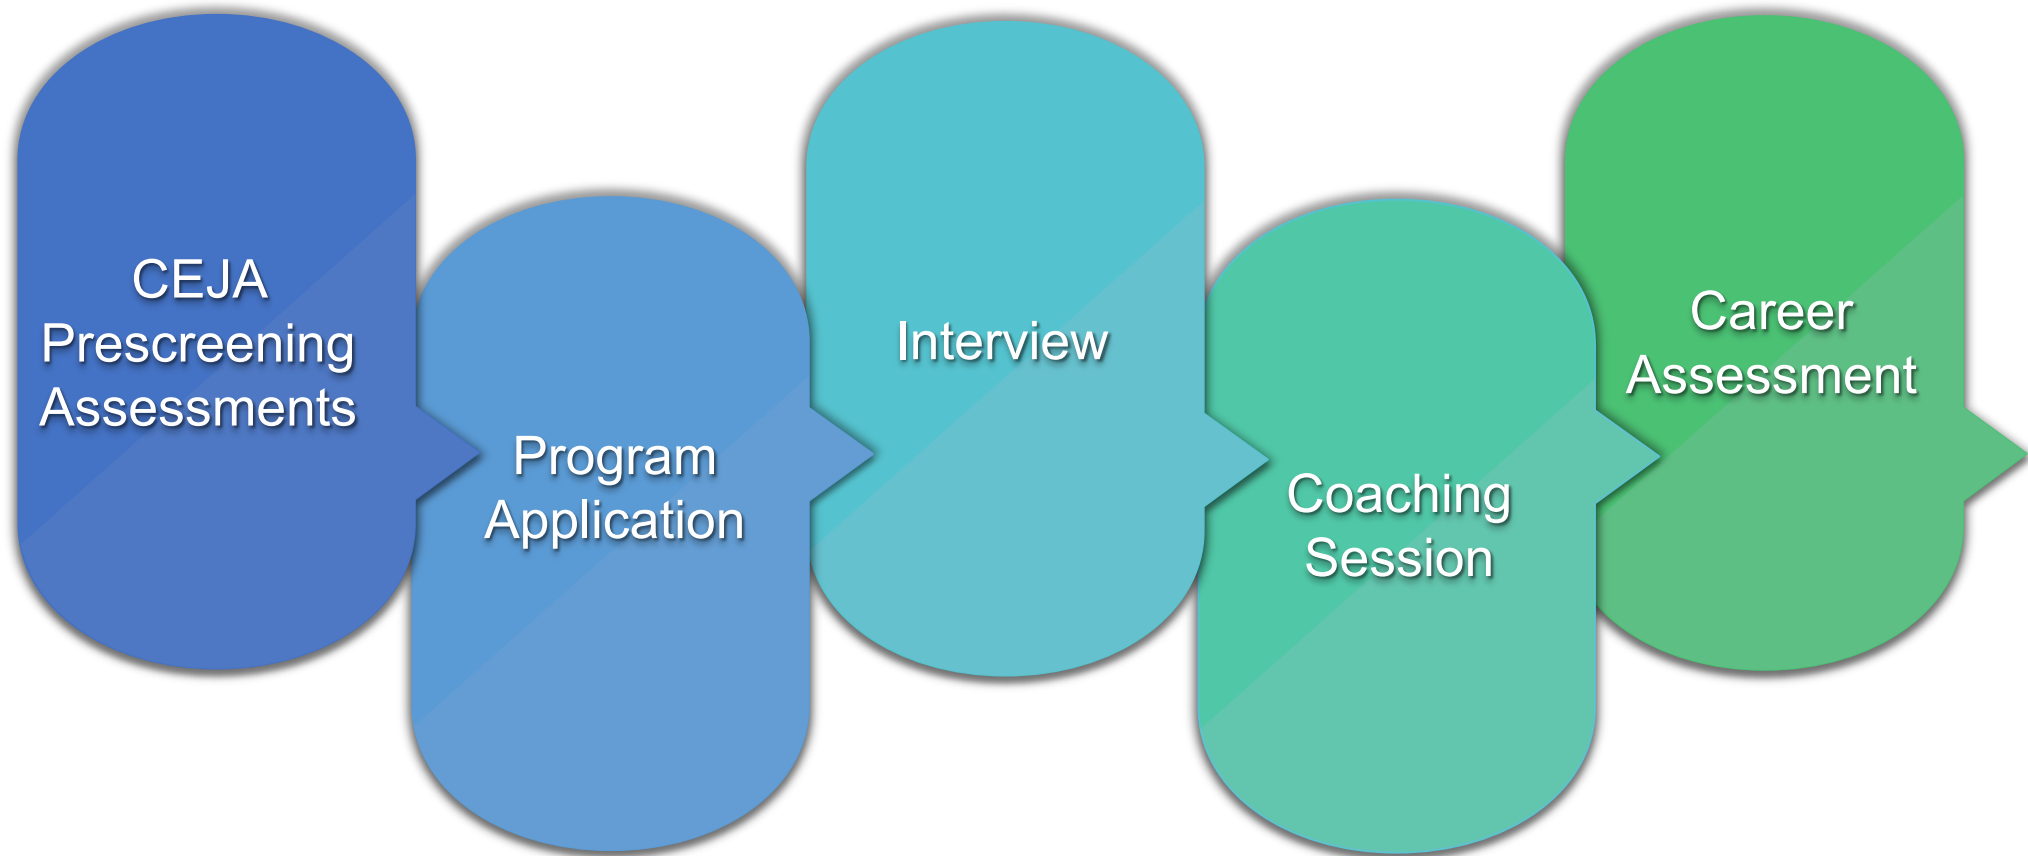 CEJA
Prescreening
Assessments
Program
Application
Interview
Coaching
Session
Career
Assessment